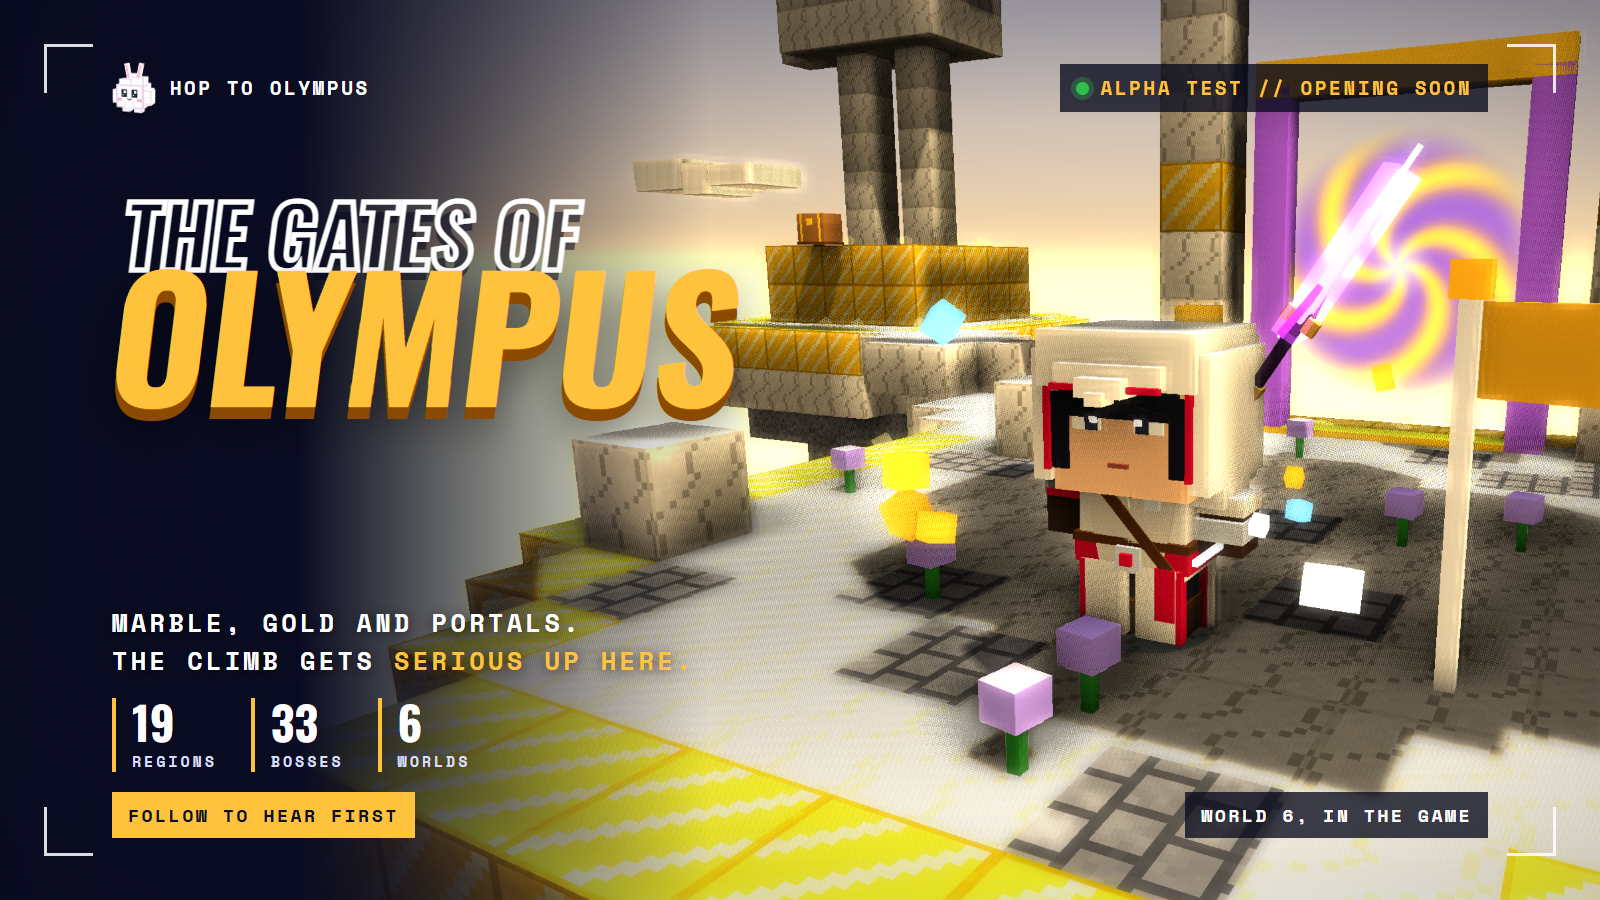 HOP TO OLYMPUS
ALPHA TEST // OPENING SOON
THE GATES OF
OLYMPUS
MARBLE, GOLD AND PORTALS.
THE CLIMB GETS SERIOUS UP HERE.
19
REGIONS
33
BOSSES
6
WORLDS
FOLLOW TO HEAR FIRST
WORLD 6, IN THE GAME